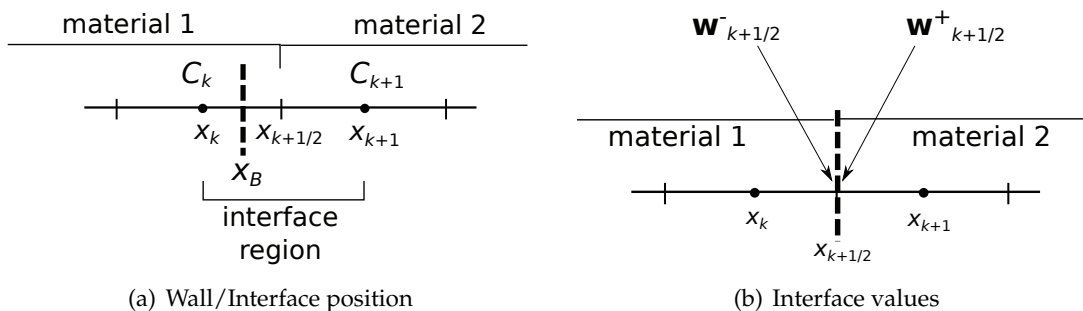 material 1
material 2
C_k
C_{k+1}
x_k
x_{k+1/2}
x_{k+1}
x_B
interface
region
(a) Wall/Interface position
w^-_{k+1/2}
w^+_{k+1/2}
material 1
material 2
x_k
x_{k+1}
x_{k+1/2}
(b) Interface values